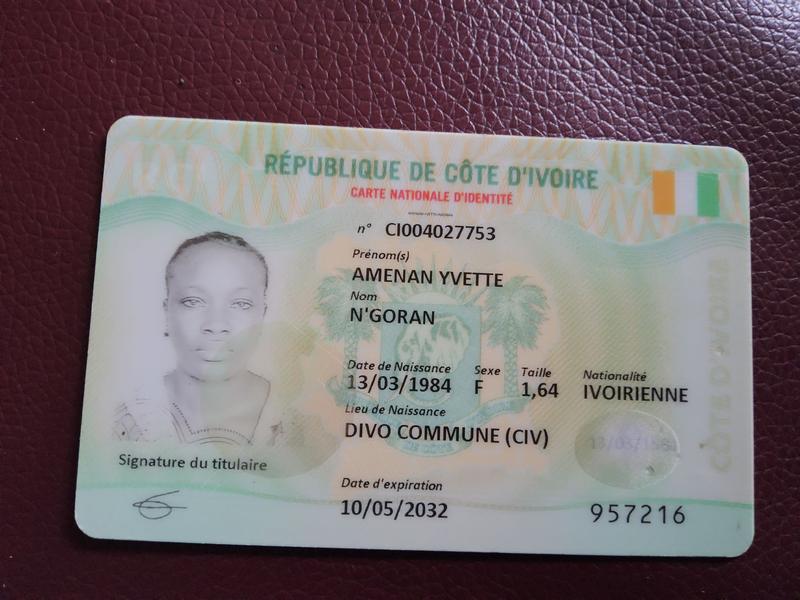 RÉPUBLIQUE DE CÔTE D'IVOIRE
CARTE NATIONALE D'IDENTITÉ
n° CI004027753
Prénom(s)
AMENAN YVETTE
Nom
N'GORAN
Date de Naissance Sexe Taille Nationalité
13/03/1984 F 1,64 IVOIRIENNE
Lieu de Naissance
DIVO COMMUNE (CIV)
Signature du titulaire
Date d'expiration
10/05/2032
957216
CÔTE D'IVOIRE